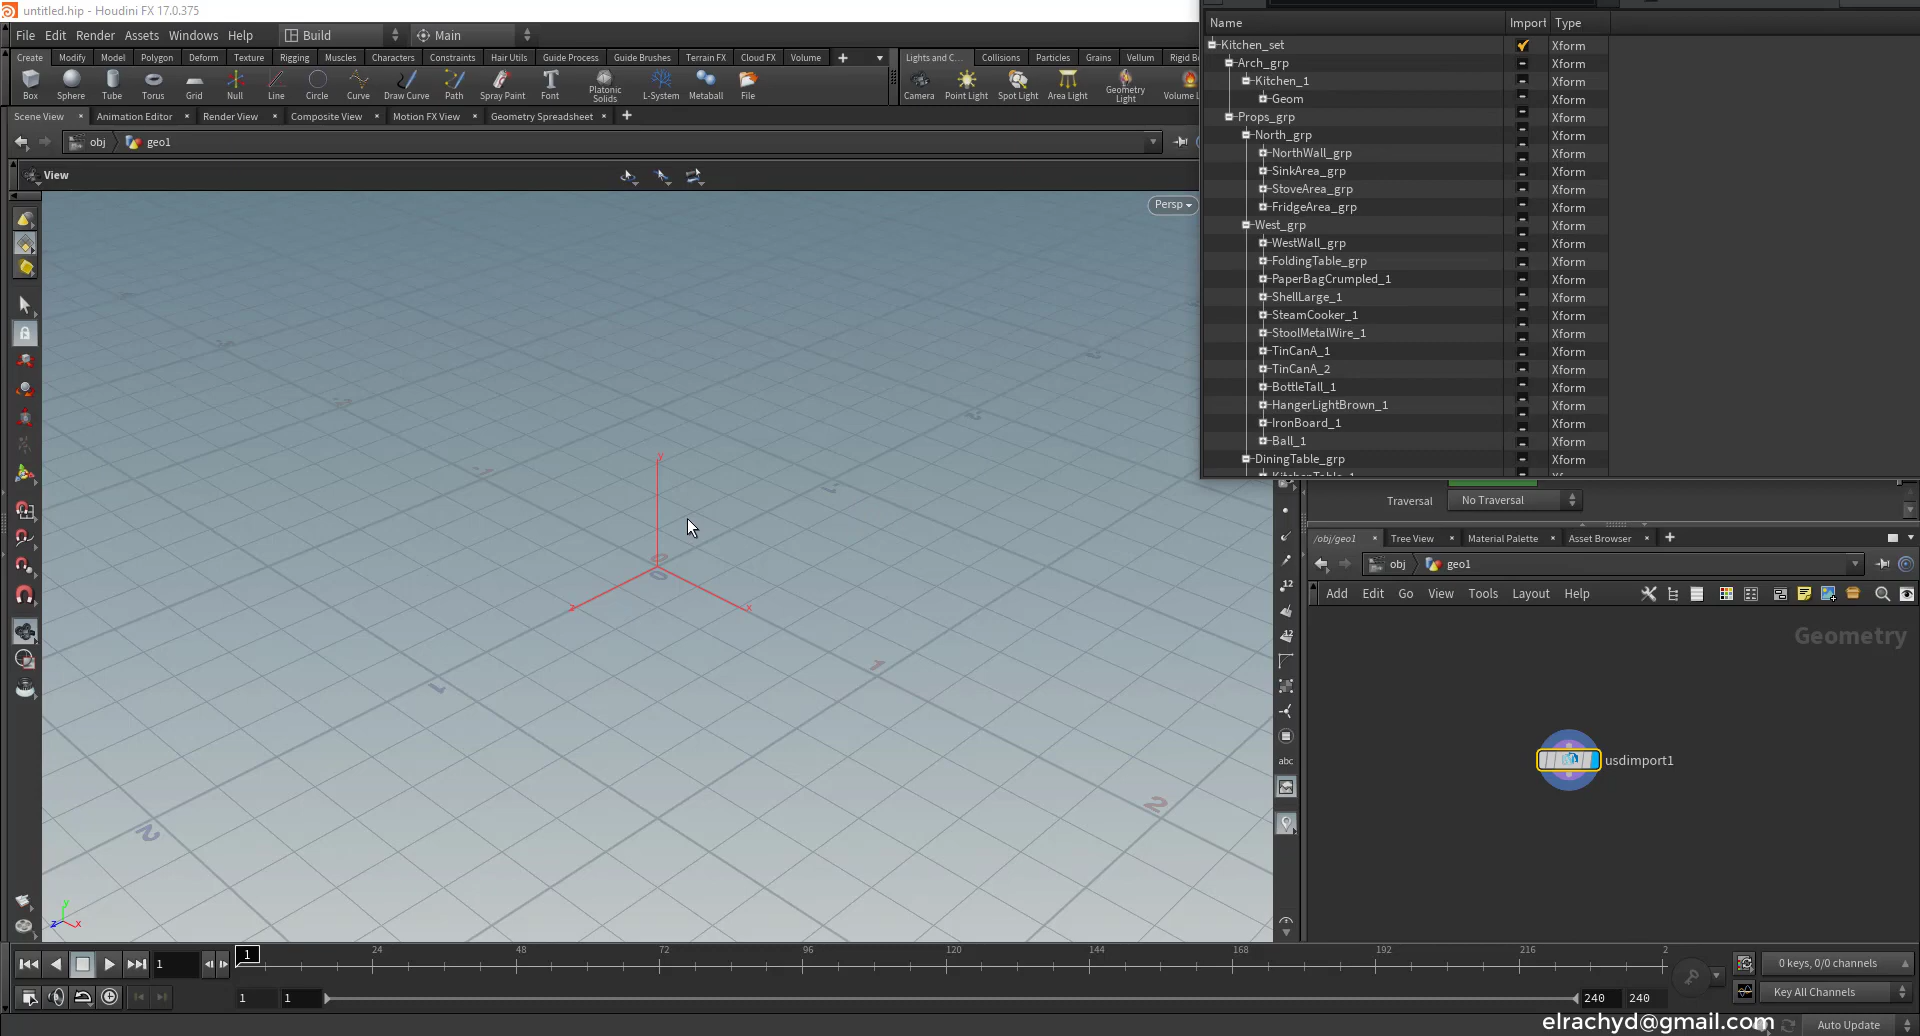 untitled.hip - Houdini FX 17.0.375
File Edit Render Assets Windows Help Build Main
Create Modify Model Polygon Deform Texture Rigging Muscles Characters Constraints Hair Utils Guide Process Guide Brushes Terrain FX Cloud FX Volume Lights and C... Collisions Particles Grains Vellum Rigid B
Box Sphere Tube Torus Grid Null Line Circle Curve Draw Curve Path Spray Paint Font Platonic Solids L-System Metaball File Camera Point Light Spot Light Area Light Geometry Light Volume L
Scene View Animation Editor Render View Composite View Motion FX View Geometry Spreadsheet
obj geo1
View
Persp
Name Import Type
Kitchen_set Xform
Arch_grp Xform
Kitchen_1 Xform
Geom Xform
Props_grp Xform
North_grp Xform
NorthWall_grp Xform
SinkArea_grp Xform
StoveArea_grp Xform
FridgeArea_grp Xform
West_grp Xform
WestWall_grp Xform
FoldingTable_grp Xform
PaperBagCrumpled_1 Xform
ShellLarge_1 Xform
SteamCooker_1 Xform
StoolMetalWire_1 Xform
TinCanA_1 Xform
TinCanA_2 Xform
BottleTall_1 Xform
HangerLightBrown_1 Xform
IronBoard_1 Xform
Ball_1 Xform
DiningTable_grp Xform
Traversal No Traversal
/obj/geo1 Tree View Material Palette Asset Browser
obj geo1
Add Edit Go View Tools Layout Help
Geometry
usdimport1
y
z x
0
0
1
1
2
2
12
12
abc
y
z x
1 1 24 48 72 96 120 144 168 192 216 2
0 keys, 0/0 channels
1 1 240 240
Key All Channels
elrachyd@gmail.com
Auto Update